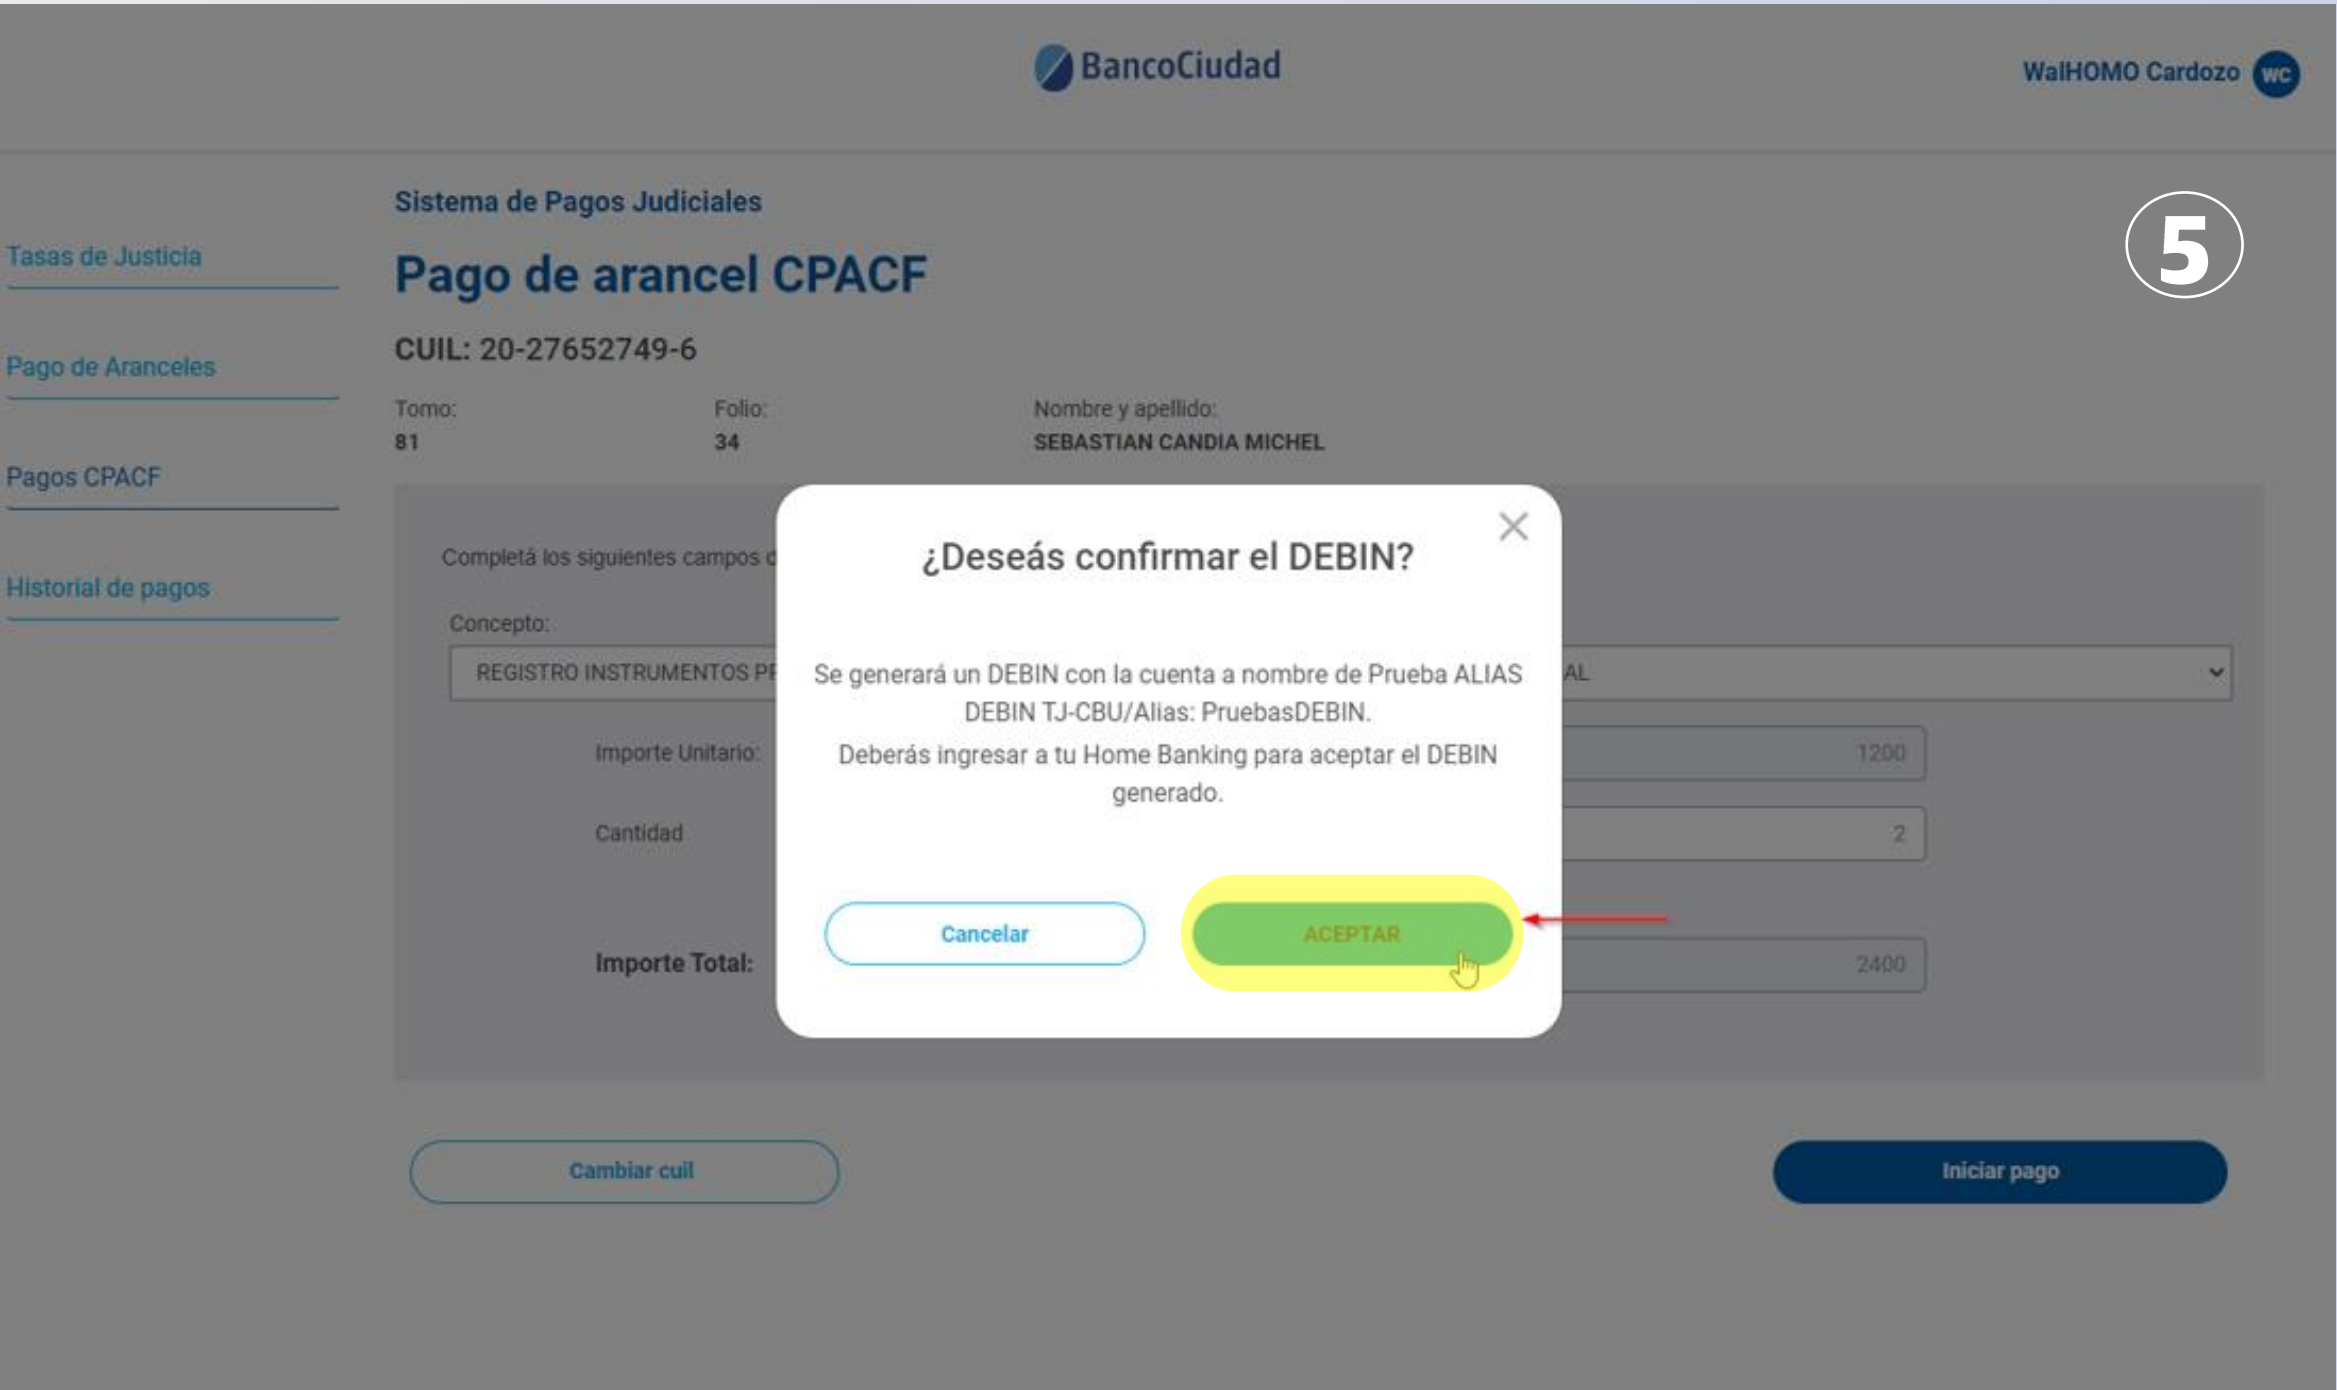 BancoCiudad
WalHOMO Cardozo WC
Sistema de Pagos Judiciales
5
Tasas de Justicia
Pago de arancel CPACF
CUIL: 20-27652749-6
Pago de Aranceles
Tomo: Folio: Nombre y apellido:
81 34 SEBASTIAN CANDIA MICHEL
Pagos CPACF
Historial de pagos
Completá los siguientes campos
Concepto:
REGISTRO INSTRUMENTOS
AL
Importe Unitario: 1200
Cantidad 2
Importe Total: 2400
¿Deseás confirmar el DEBIN?
Se generará un DEBIN con la cuenta a nombre de Prueba ALIAS
DEBIN TJ-CBU/Alias: PruebasDEBIN.
Deberás ingresar a tu Home Banking para aceptar el DEBIN
generado.
Cancelar ACEPTAR
Cambiar cuil Iniciar pago